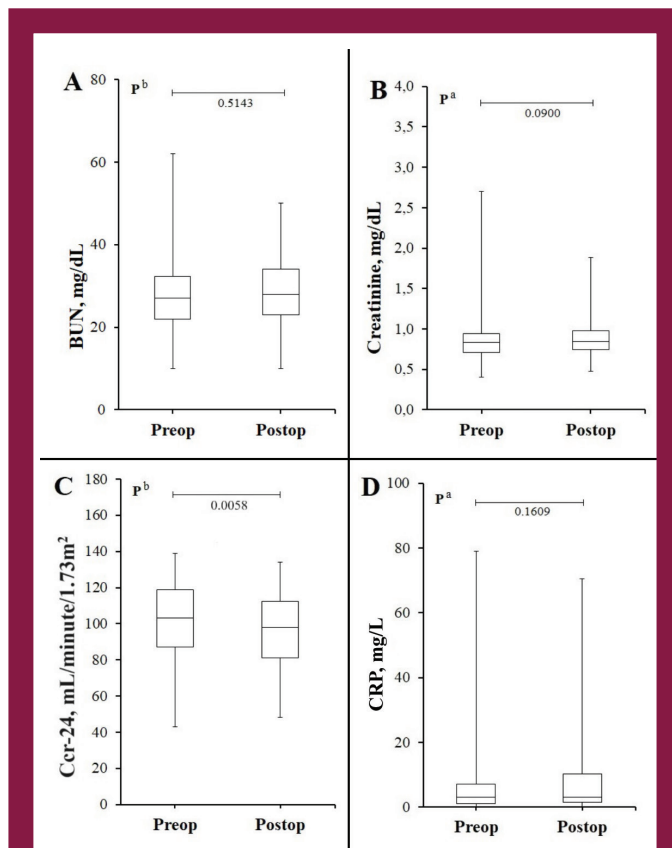 A
P b
0.5143
80
60
40
20
0
BUN, mg/dL
Preop Postop
B
P a
0.0900
4,0
3,5
3,0
2,5
2,0
1,5
1,0
0,5
0,0
Creatinine, mg/dL
Preop Postop
C
P b
0.0058
180
160
140
120
100
80
60
40
20
0
Ccr-24, mL/minute/1.73m²
Preop Postop
D
P a
0.1609
100
80
60
40
20
0
CRP, mg/L
Preop Postop